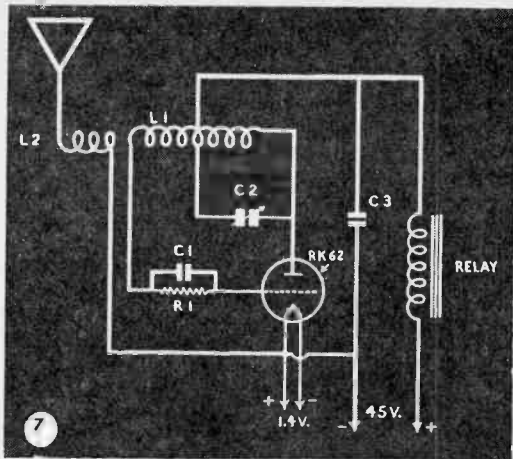 L2
L1
C2
C3
C1
R1
RK62
RELAY
+ -
1.4V.
- 45V. +
7